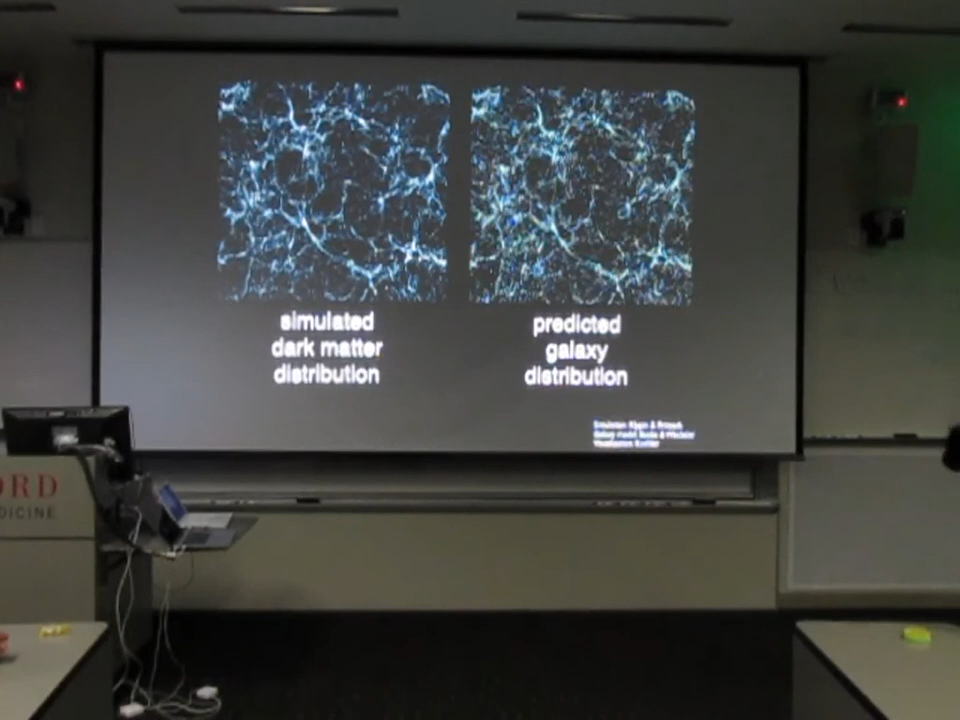 simulated
dark matter
distribution
predicted
galaxy
distribution
ORD
DICINE